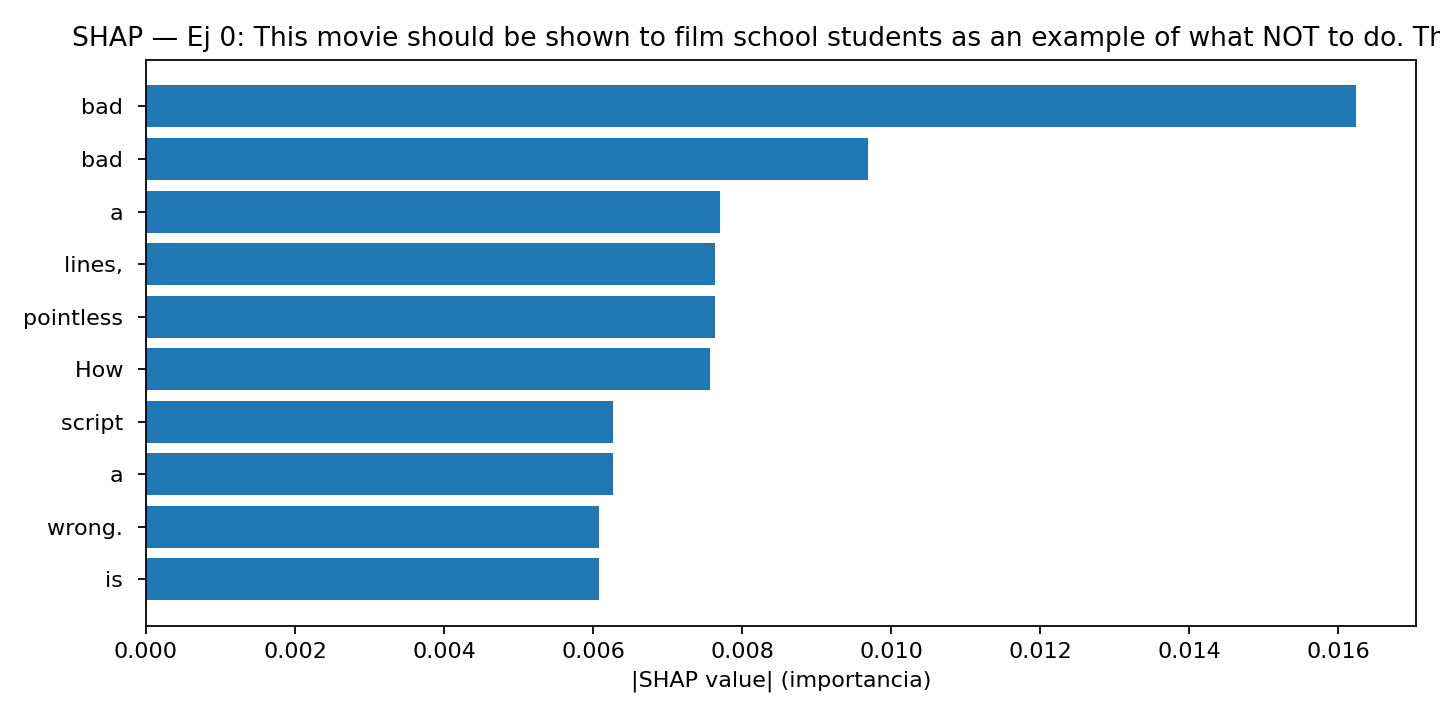 SHAP — Ej 0: This movie should be shown to film school students as an example of what NOT to do. Th
bad
bad
a
lines,
pointless
How
script
a
wrong.
is
0.000 0.002 0.004 0.006 0.008 0.010 0.012 0.014 0.016
|SHAP value| (importancia)